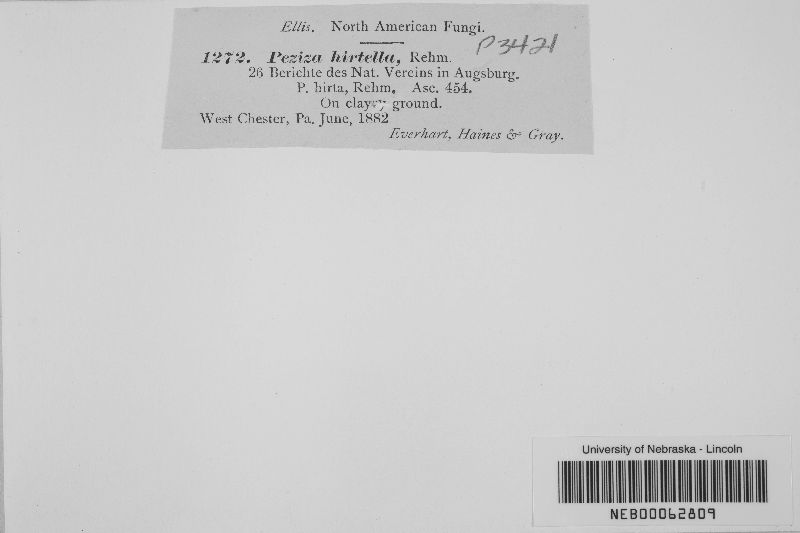 Ellis. North American Fungi.
P3421
1272. Peziza hirtella, Rehm.
26 Berichte des Nat. Vereins in Augsburg.
P. hirta, Rehm, Asc. 454.
On clayey ground.
West Chester, Pa. June, 1882
Everhart, Haines & Gray.
University of Nebraska - Lincoln
NEB00062809